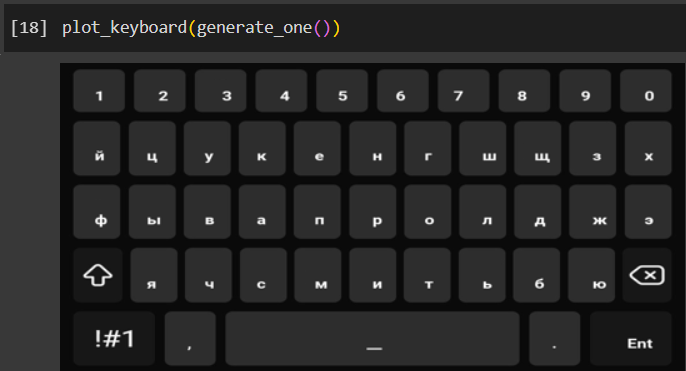 [18] plot_keyboard(generate_one())
1 2 3 4 5 6 7 8 9 0
й ц у к е н г ш щ з х
ф ы в а п р о л д ж э
я ч с м и т ь б ю
!#1 , _ . Ent